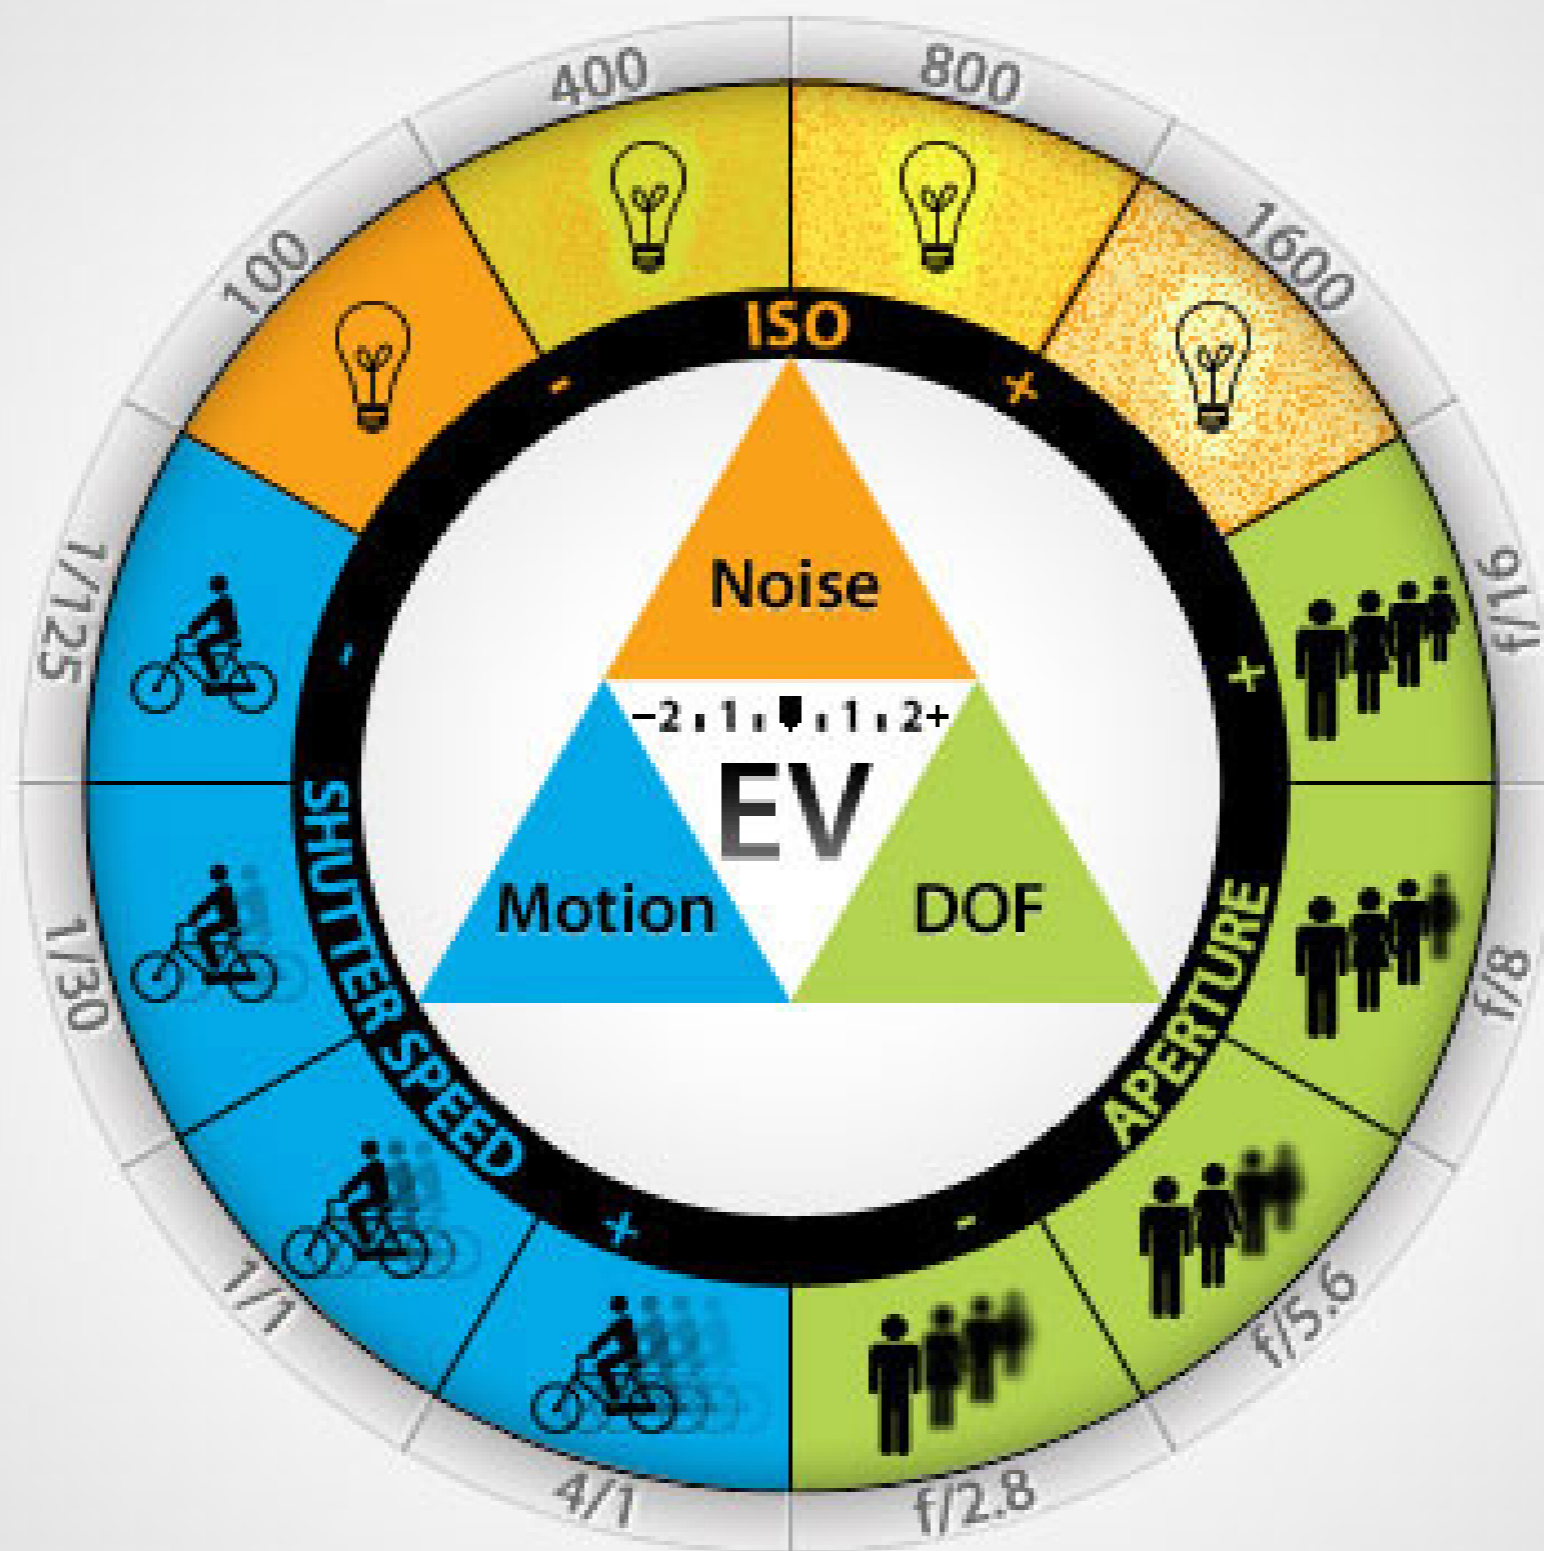 400
800
100
1600
ISO
-
+
1/125
f/16
Noise
-
+
−2 1 1 2+
EV
Motion
DOF
SHUTTER SPEED
APERTURE
1/30
f/8
+
-
1/1
f/5.6
4/1
f/2.8